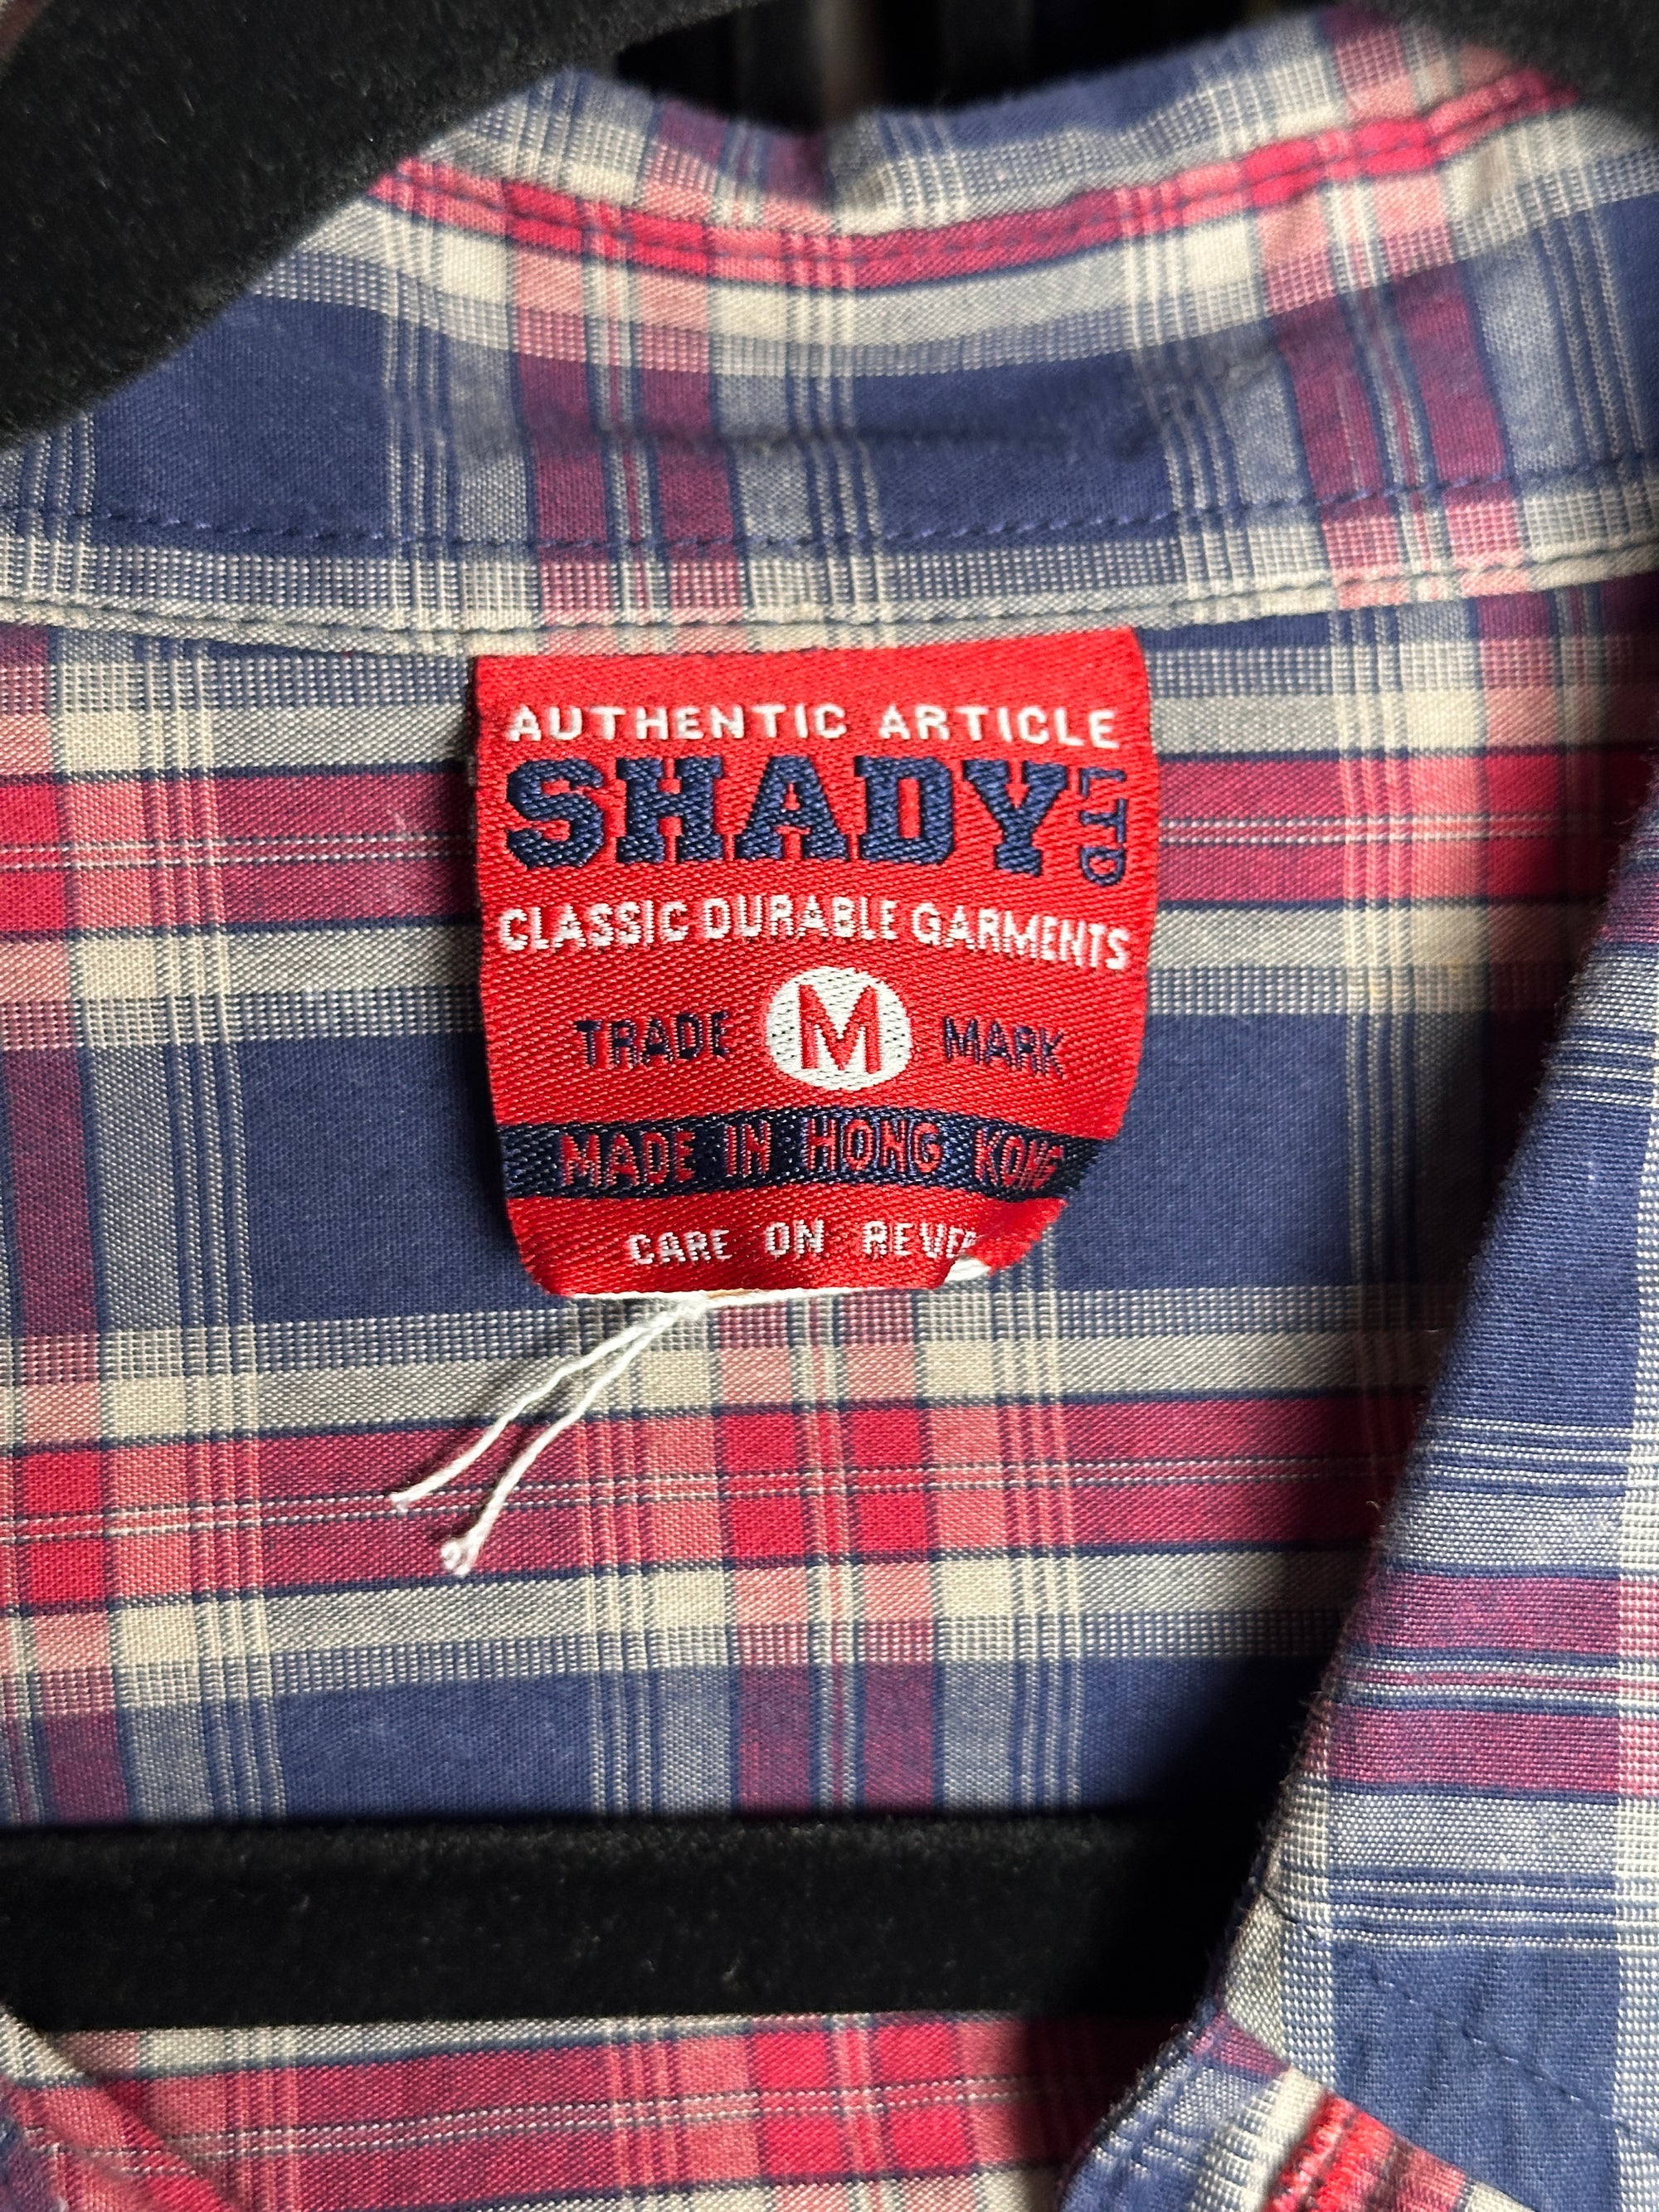 AUTHENTIC ARTICLE
SHADY LTD
CLASSIC DURABLE GARMENTS
TRADE M MARK
MADE IN HONG KONG
CARE ON